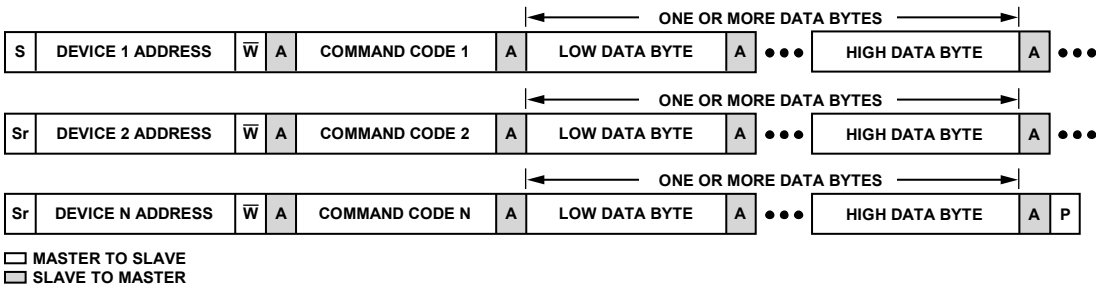 ONE OR MORE DATA BYTES
S DEVICE 1 ADDRESS W̅ A COMMAND CODE 1 A LOW DATA BYTE A ●●● HIGH DATA BYTE A ●●●
ONE OR MORE DATA BYTES
Sr DEVICE 2 ADDRESS W̅ A COMMAND CODE 2 A LOW DATA BYTE A ●●● HIGH DATA BYTE A ●●●
ONE OR MORE DATA BYTES
Sr DEVICE N ADDRESS W̅ A COMMAND CODE N A LOW DATA BYTE A ●●● HIGH DATA BYTE A P
MASTER TO SLAVE
SLAVE TO MASTER